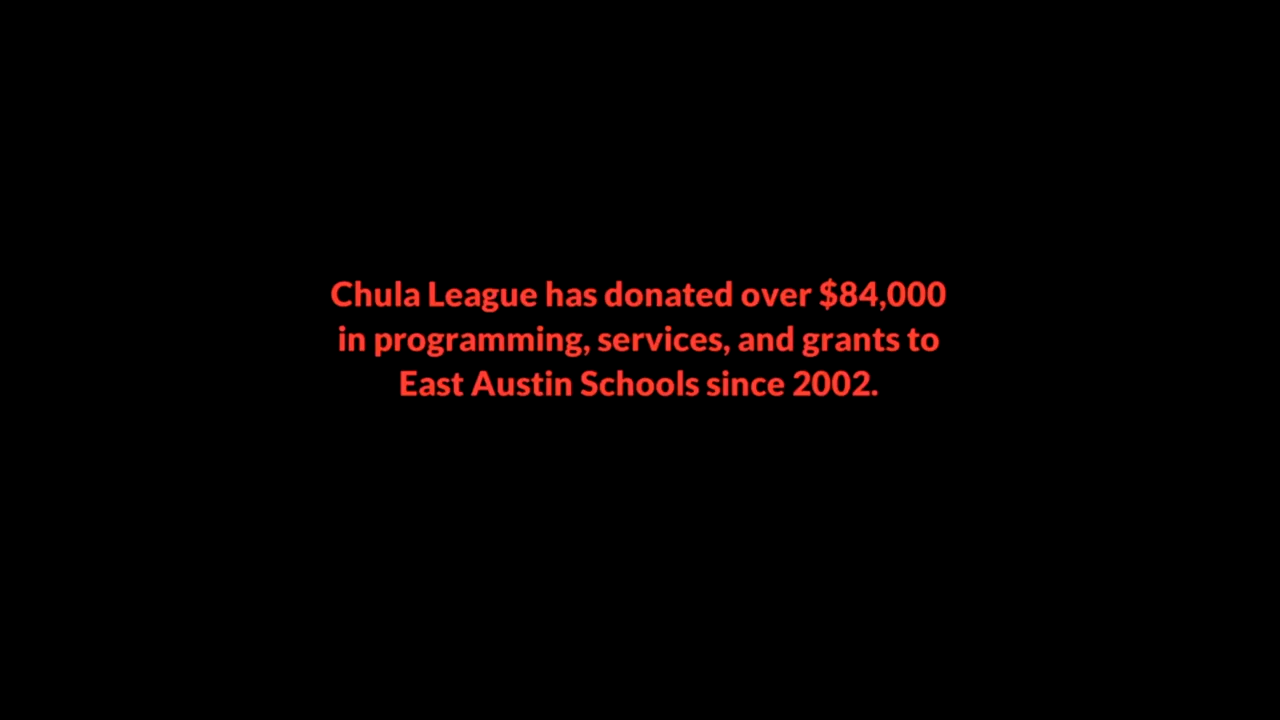 Chula League has donated over $84,000
in programming, services, and grants to
East Austin Schools since 2002.